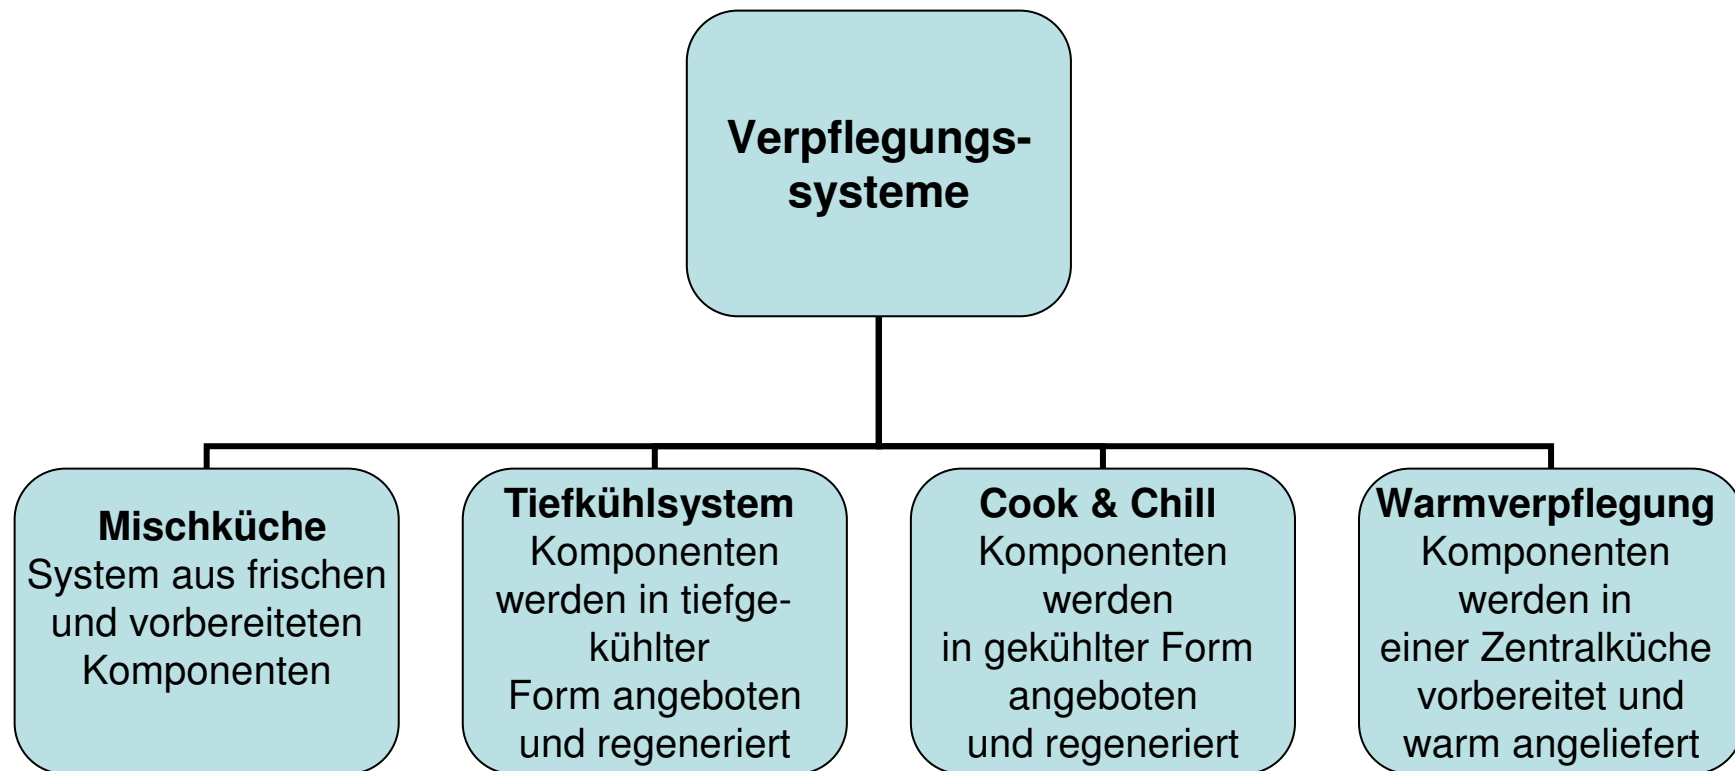 Verpflegungs-
systeme
Mischküche
System aus frischen
und vorbereiteten
Komponenten
Tiefkühlsystem
Komponenten
werden in tiefge-
kühlter
Form angeboten
und regeneriert
Cook & Chill
Komponenten
werden
in gekühlter Form
angeboten
und regeneriert
Warmverpflegung
Komponenten
werden in
einer Zentralküche
vorbereitet und
warm angeliefert